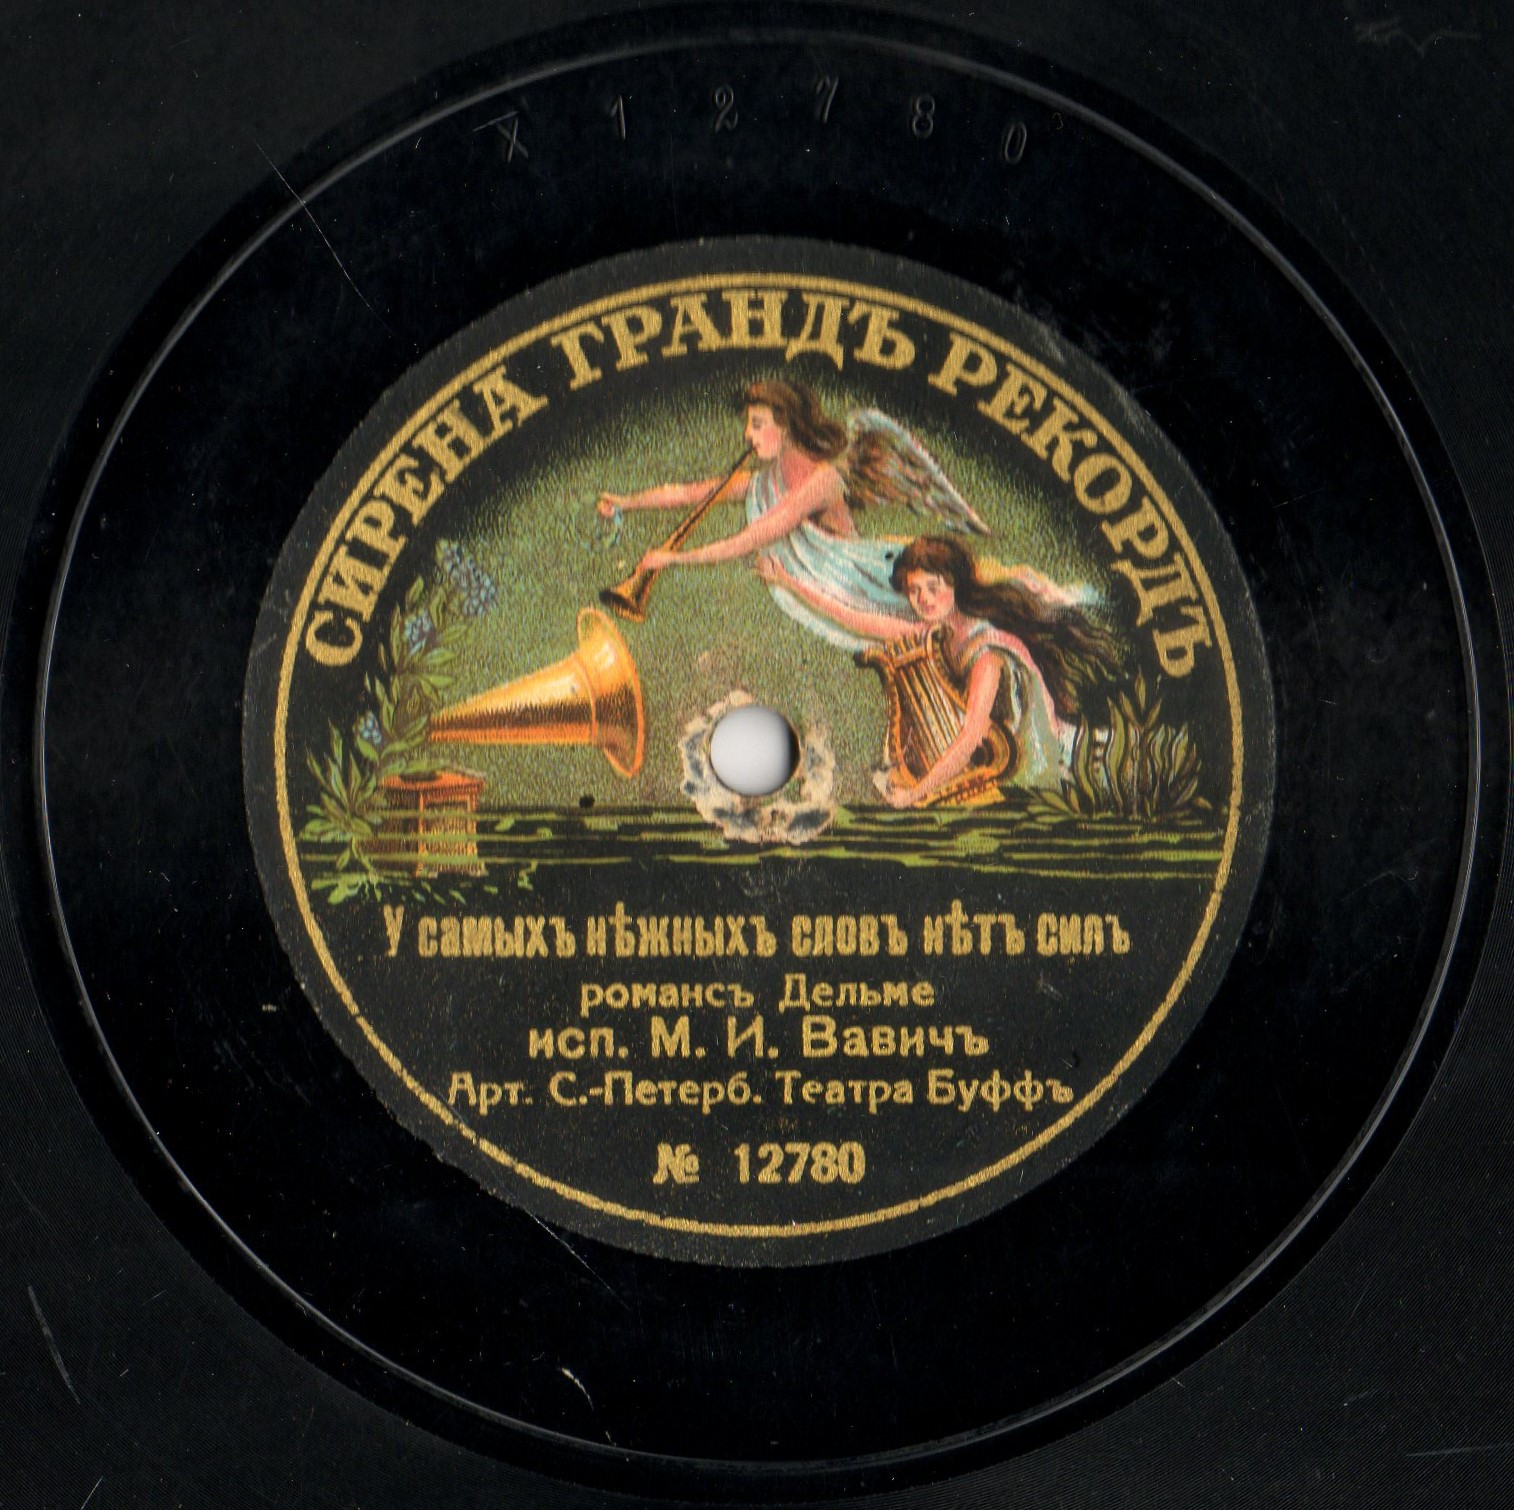 X 12780
СИРЕНА ГРАНДЪ РЕКОРДЪ
У самыхъ нѣжныхъ словъ нѣтъ силъ
романсъ Дельме
исп. М. И. Вавичъ
Арт. С.-Петерб. Театра Буффъ
№ 12780